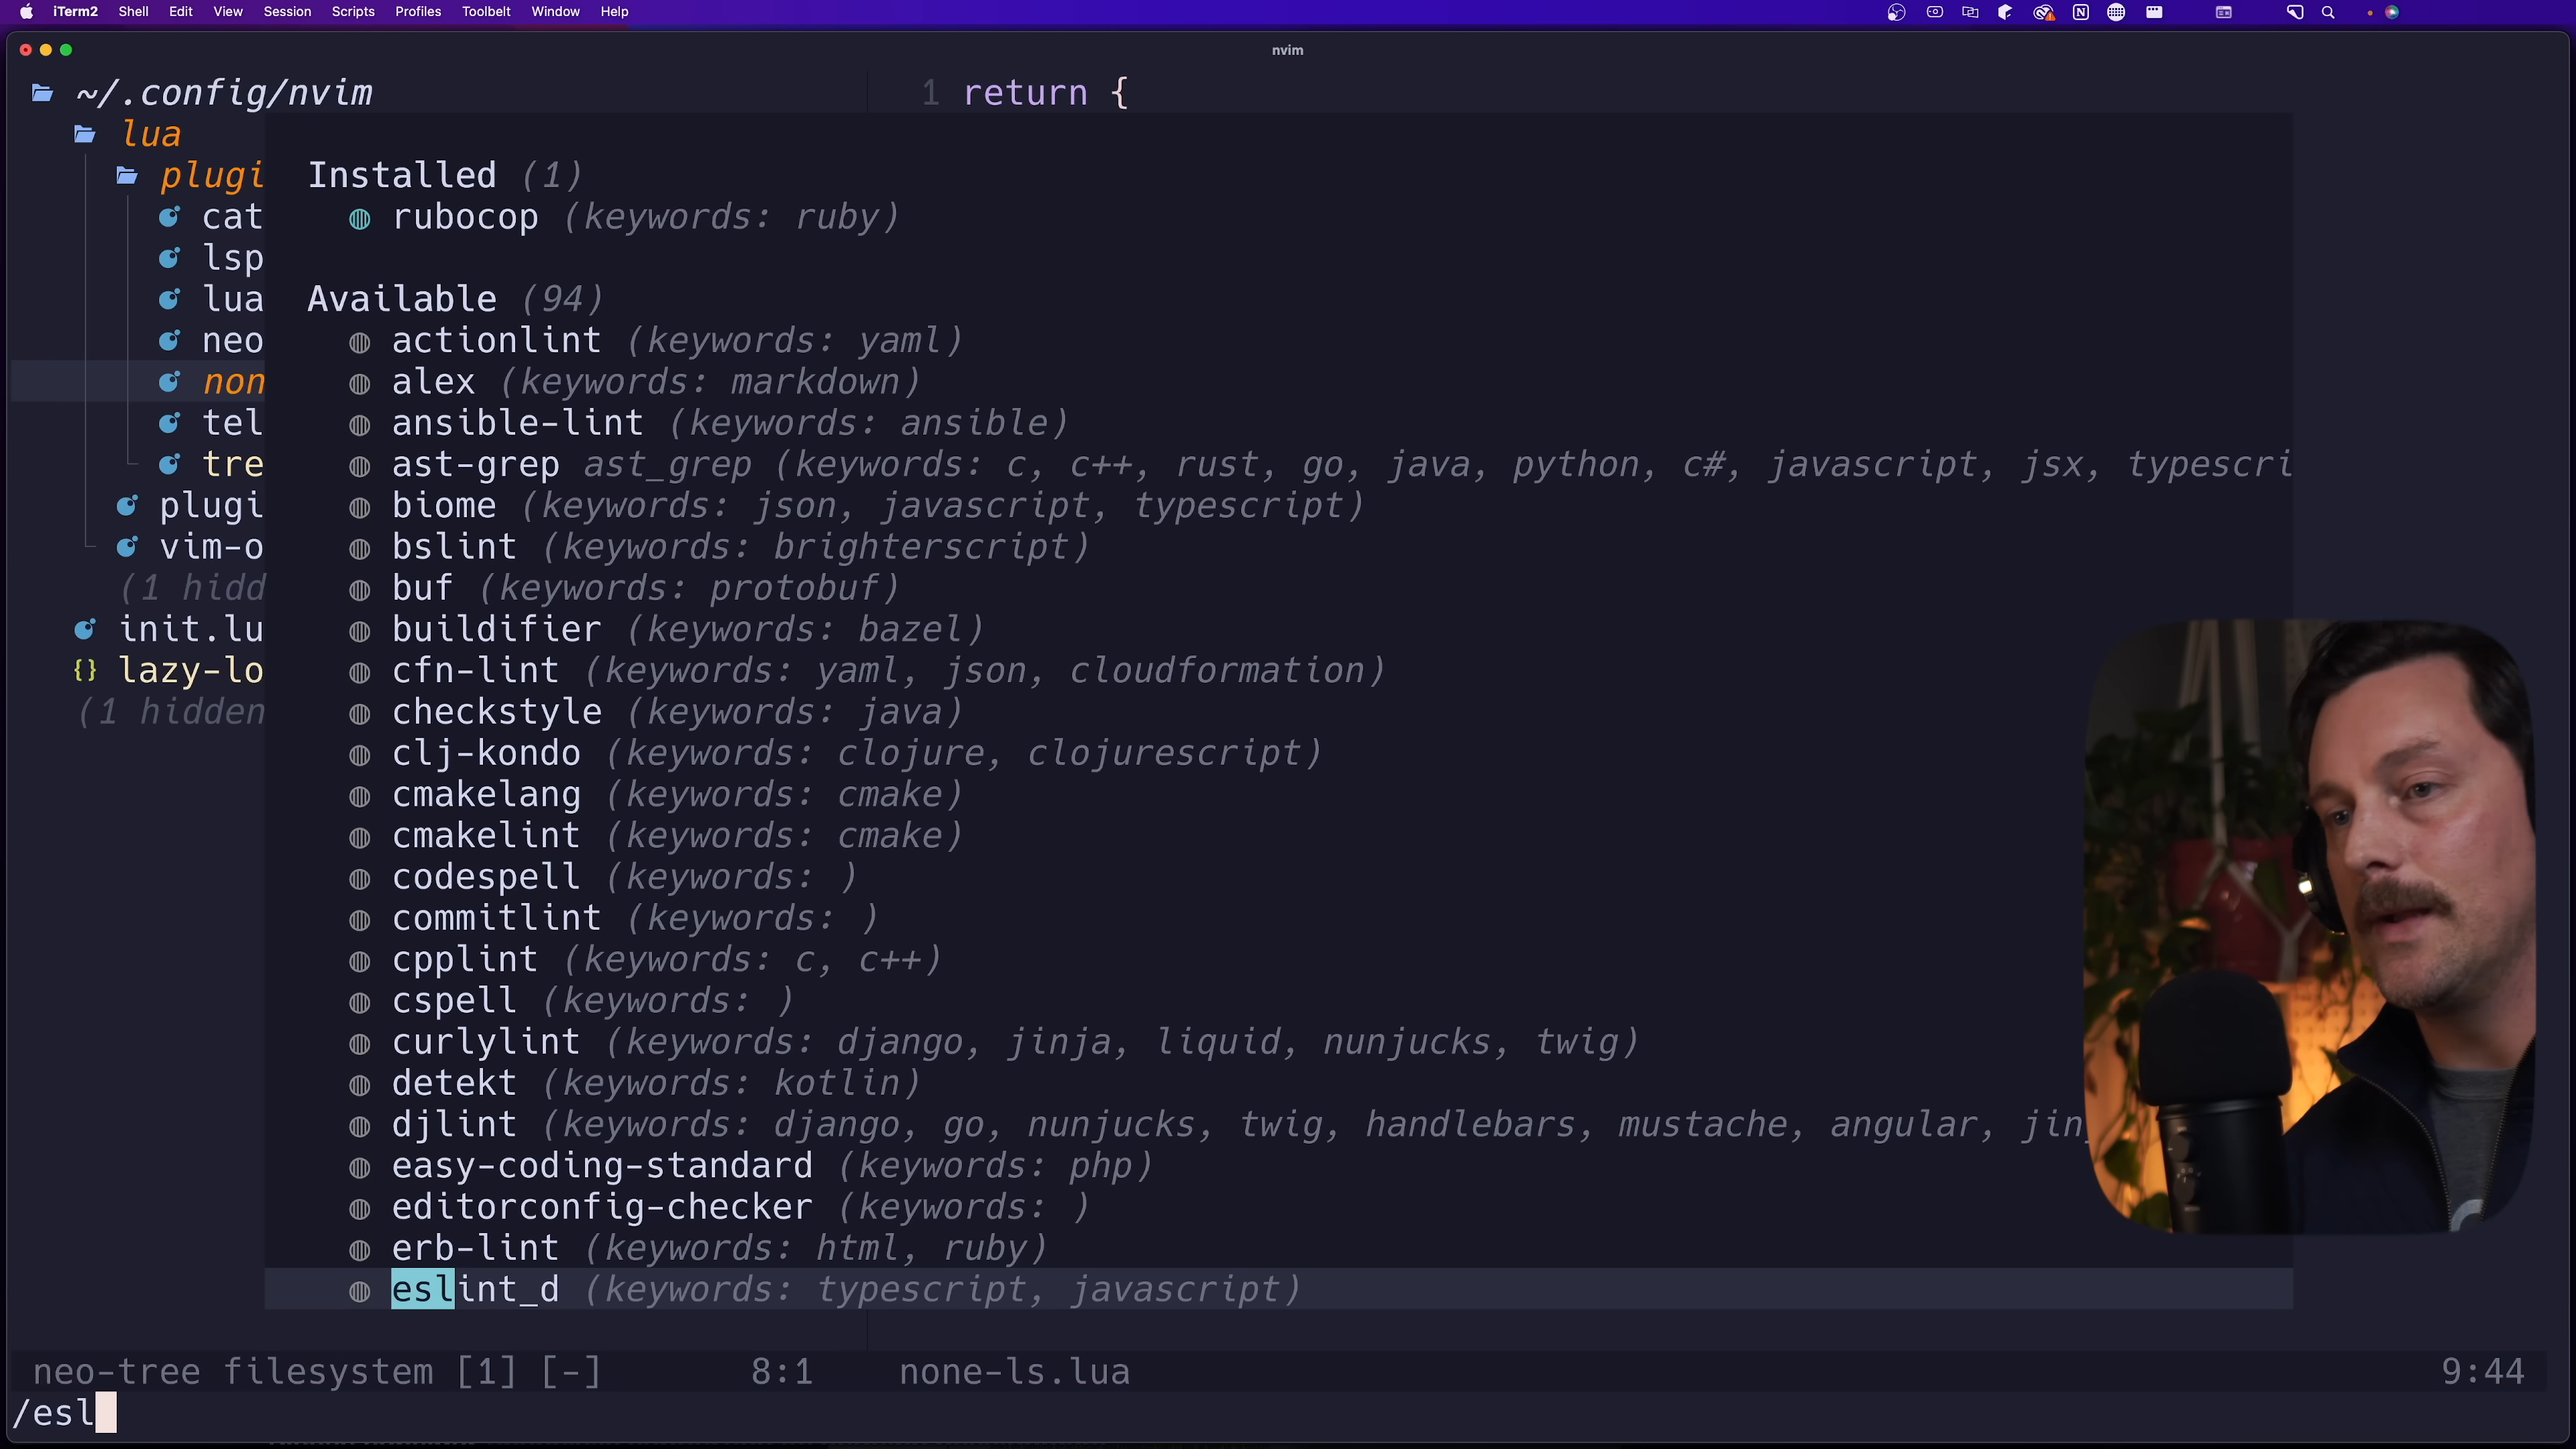 iTerm2 Shell Edit View Session Scripts Profiles Toolbelt Window Help
nvim
~/.config/nvim
lua
plugi
cat
lsp
lua
neo
non
tel
tre
plugi
vim-o
(1 hidd
init.lu
{} lazy-lo
(1 hidden
1 return {
Installed (1)
rubocop (keywords: ruby)
Available (94)
actionlint (keywords: yaml)
alex (keywords: markdown)
ansible-lint (keywords: ansible)
ast-grep ast_grep (keywords: c, c++, rust, go, java, python, c#, javascript, jsx, typescri
biome (keywords: json, javascript, typescript)
bslint (keywords: brighterscript)
buf (keywords: protobuf)
buildifier (keywords: bazel)
cfn-lint (keywords: yaml, json, cloudformation)
checkstyle (keywords: java)
clj-kondo (keywords: clojure, clojurescript)
cmakelang (keywords: cmake)
cmakelint (keywords: cmake)
codespell (keywords: )
commitlint (keywords: )
cpplint (keywords: c, c++)
cspell (keywords: )
curlylint (keywords: django, jinja, liquid, nunjucks, twig)
detekt (keywords: kotlin)
djlint (keywords: django, go, nunjucks, twig, handlebars, mustache, angular, jin
easy-coding-standard (keywords: php)
editorconfig-checker (keywords: )
erb-lint (keywords: html, ruby)
eslint_d (keywords: typescript, javascript)
neo-tree filesystem [1] [-] 8:1 none-ls.lua 9:44
/esl